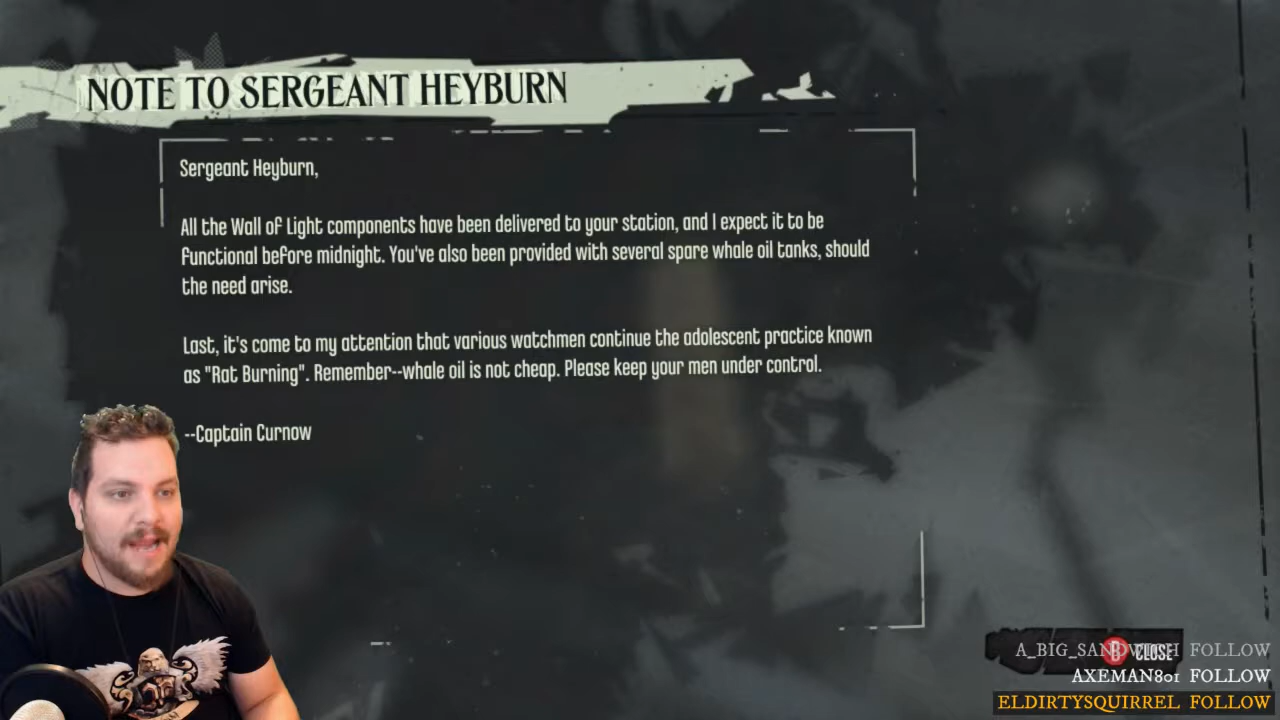 NOTE TO SERGEANT HEYBURN
Sergeant Heyburn,
All the Wall of Light components have been delivered to your station, and I expect it to be
functional before midnight. You've also been provided with several spare whale oil tanks, should
the need arise.
Last, it's come to my attention that various watchmen continue the adolescent practice known
as "Rat Burning". Remember--whale oil is not cheap. Please keep your men under control.
--Captain Curnow
B CLOSE
A_BIG_SANDWICH FOLLOW
AXEMAN801 FOLLOW
ELDIRTYSQUIRREL FOLLOW